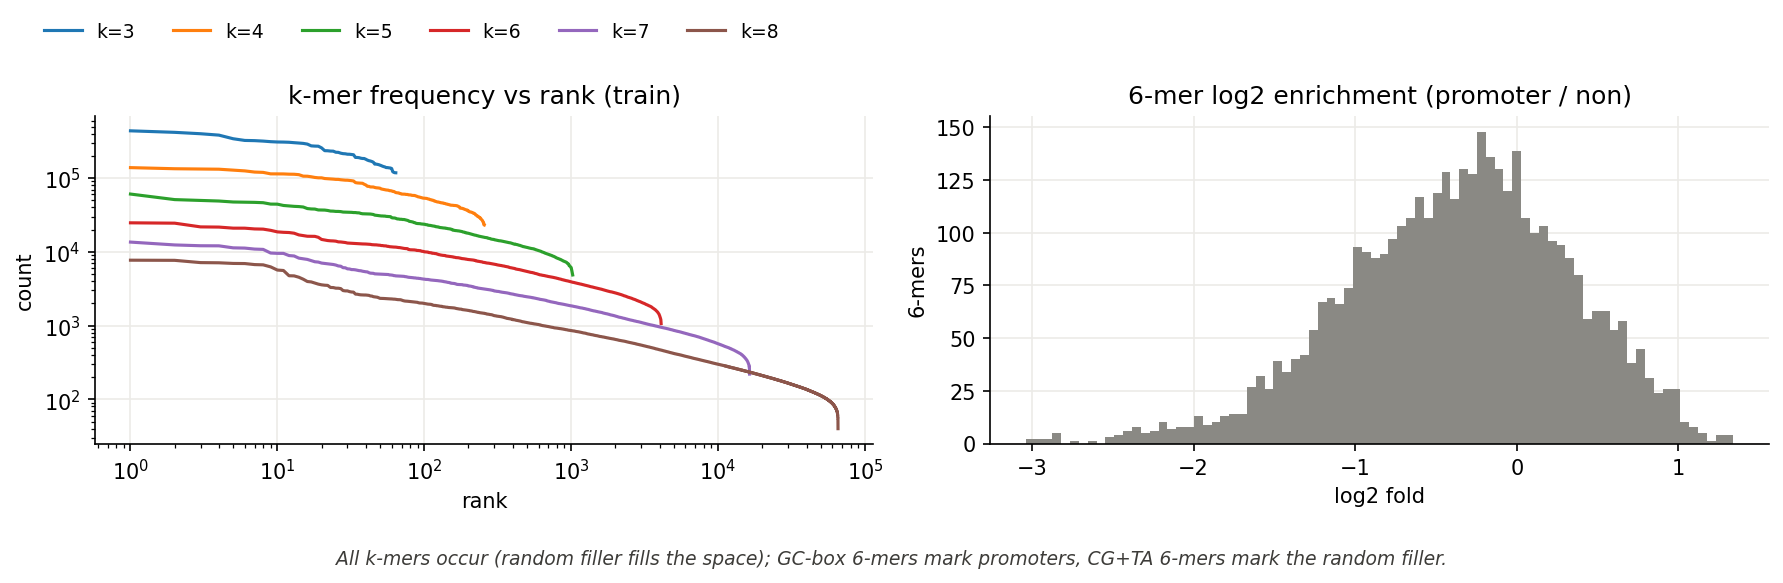 k=3 k=4 k=5 k=6 k=7 k=8
k-mer frequency vs rank (train)
count
10^5
10^4
10^3
10^2
10^0 10^1 10^2 10^3 10^4 10^5
rank
6-mer log2 enrichment (promoter / non)
6-mers
150
125
100
75
50
25
0
−3 −2 −1 0 1
log2 fold
All k-mers occur (random filler fills the space); GC-box 6-mers mark promoters, CG+TA 6-mers mark the random filler.